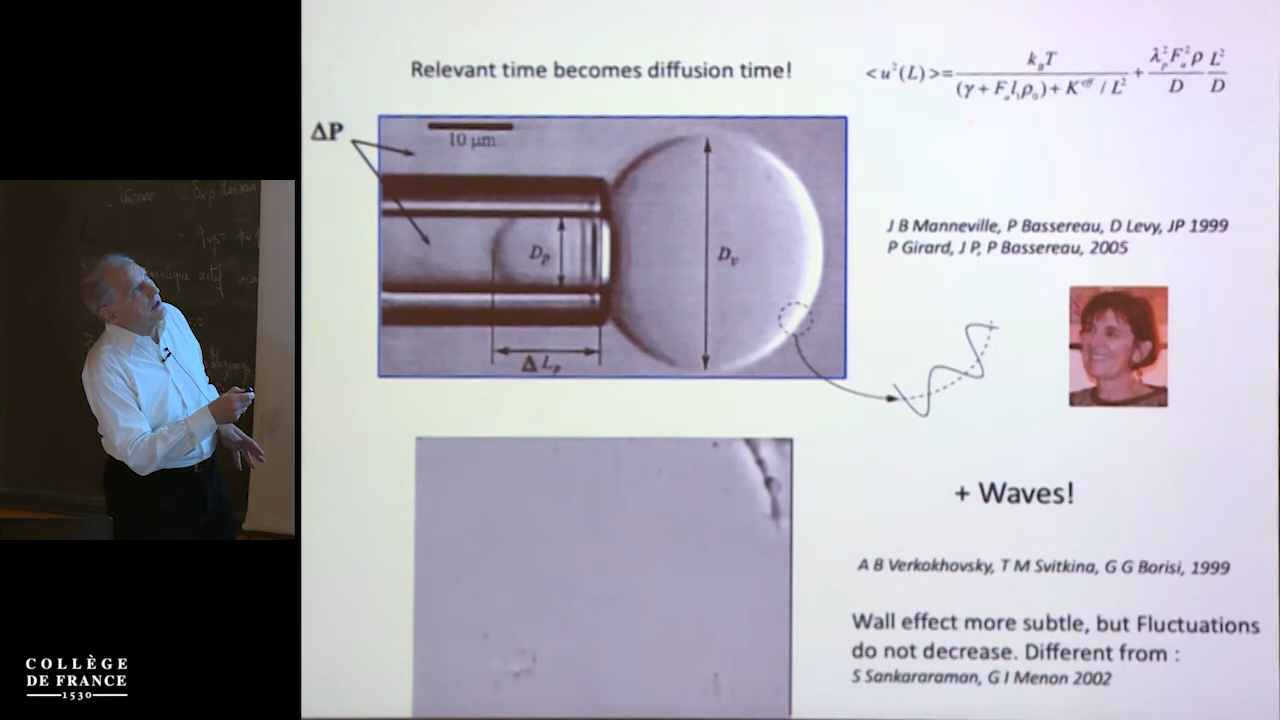 Relevant time becomes diffusion time!
<u²(L)>= k_BT / ((γ + F_a l_1 ρ_0) + K^eff / L²) + λ_p² F_a² ρ / D L² / D
ΔP
10 μm
D_p
D_v
Δ L_p
J B Manneville, P Bassereau, D Levy, JP 1999
P Girard, J P, P Bassereau, 2005
+ Waves!
A B Verkokhovsky, T M Svitkina, G G Borisi, 1999
Wall effect more subtle, but Fluctuations
do not decrease. Different from :
S Sankararaman, G I Menon 2002
COLLÈGE
DE FRANCE
1530